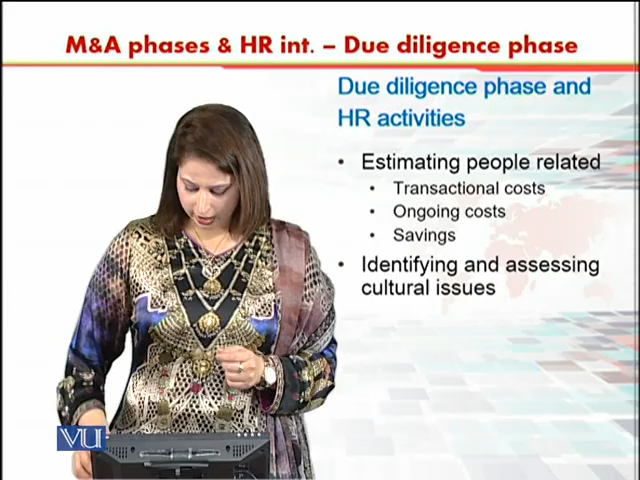 M&A phases & HR int. – Due diligence phase
Due diligence phase and
HR activities
• Estimating people related
• Transactional costs
• Ongoing costs
• Savings
• Identifying and assessing
cultural issues
VU